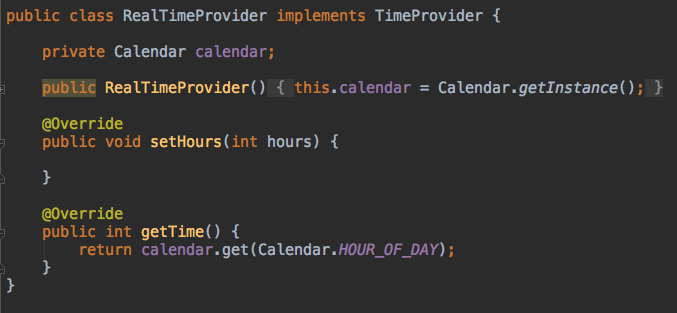 public class RealTimeProvider implements TimeProvider {
private Calendar calendar;
public RealTimeProvider() { this.calendar = Calendar.getInstance(); }
@Override
public void setHours(int hours) {
}
@Override
public int getTime() {
return calendar.get(Calendar.HOUR_OF_DAY);
}
}